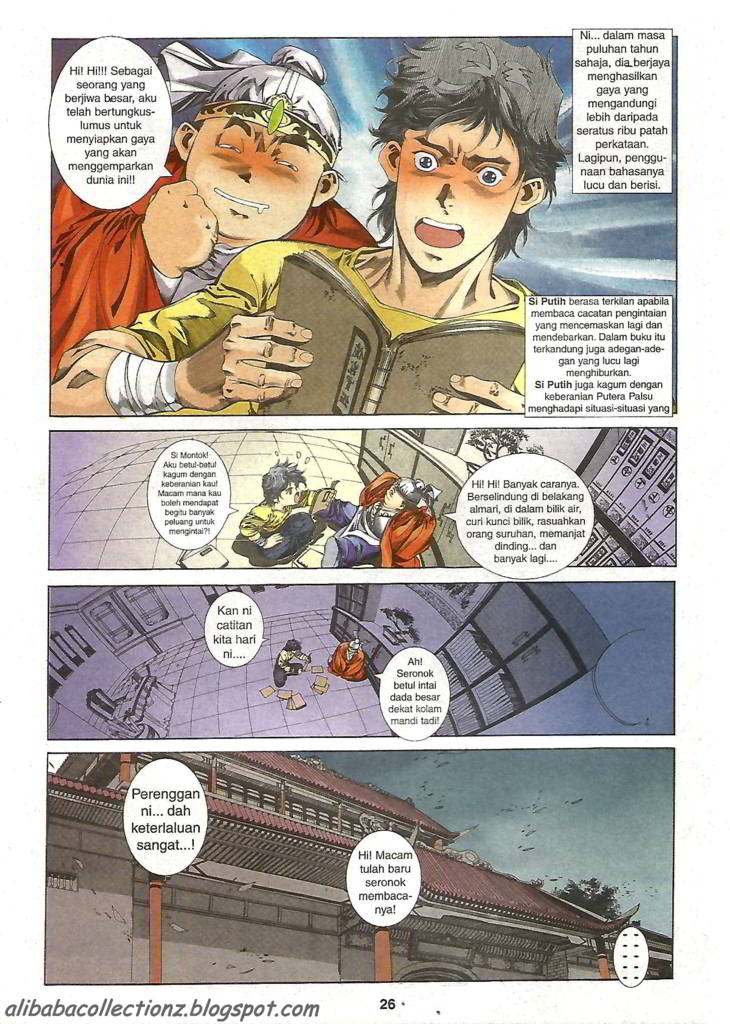 Hi! Hi!!! Sebagai
seorang yang
berjiwa besar, aku
telah bertungkus-
lumus untuk
menyiapkan gaya
yang akan
menggemparkan
dunia ini!!
Ni... dalam masa
puluhan tahun
sahaja, dia berjaya
menghasilkan
gaya yang
mengandungi
lebih daripada
seratus ribu patah
perkataan.
Lagipun, penggu-
naan bahasanya
lucu dan berisi.
Si Putih berasa terkilan apabila
membaca cacatan pengintaian
yang mencemaskan lagi dan
mendebarkan. Dalam buku itu
terkandung juga adegan-ade-
gan yang lucu lagi
menghiburkan.
Si Putih juga kagum dengan
keberanian Putera Palsu
menghadapi situasi-situasi yang
Si Montok!
Aku betul-betul
kagum dengan
keberanian kau!
Macam mana kau
boleh mendapat
begitu banyak
peluang untuk
mengintai?!
Hi! Hi! Banyak caranya.
Berselindung di belakang
almari, di dalam bilik air,
curi kunci bilik, rasuahkan
orang suruhan, memanjat
dinding... dan
banyak lagi....
Kan ni
catitan
kita hari
ni....
Ah!
Seronok
betul intai
dada besar
dekat kolam
mandi tadi!
Perenggan
ni... dah
keterlaluan
sangat...!
Hi! Macam
tulah baru
seronok
membaca-
nya!
......
alibabacollectionz.blogspot.com
26